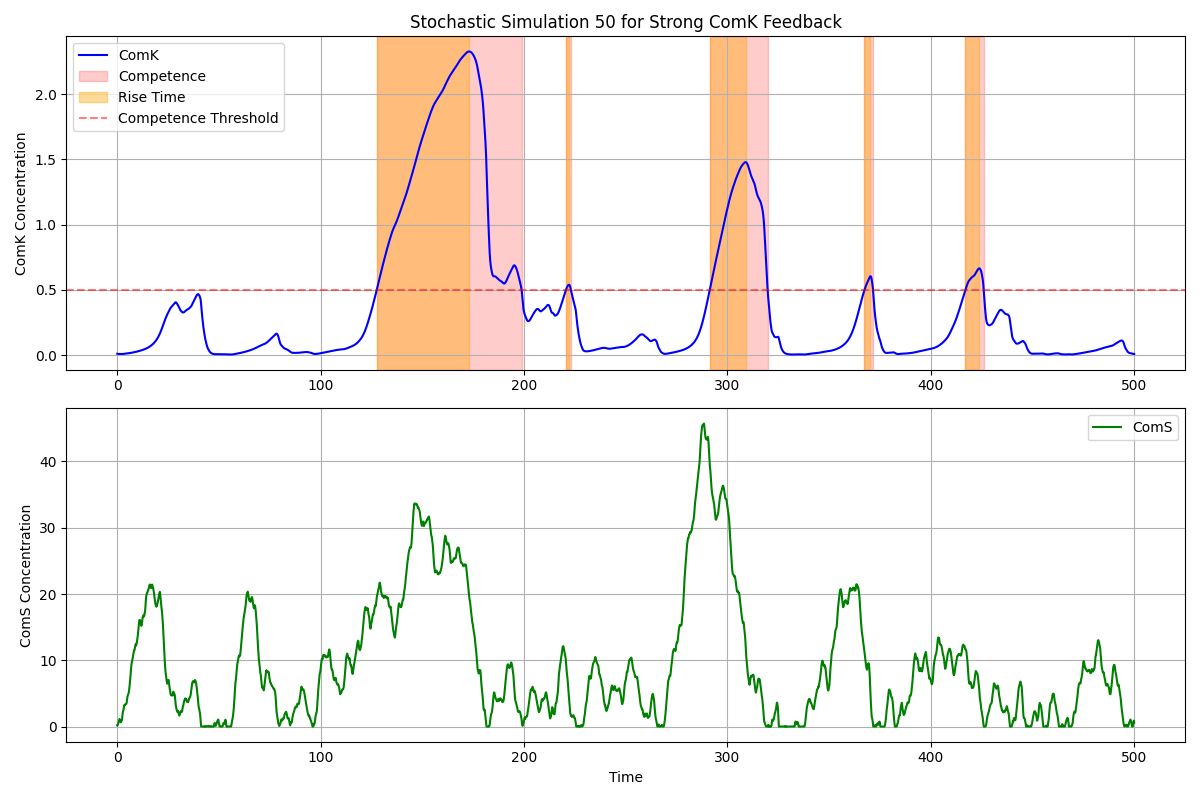 Stochastic Simulation 50 for Strong ComK Feedback
ComK
Competence
Rise Time
Competence Threshold
ComK Concentration
2.0
1.5
1.0
0.5
0.0
0 100 200 300 400 500
ComS
ComS Concentration
40
30
20
10
0
0 100 200 300 400 500
Time